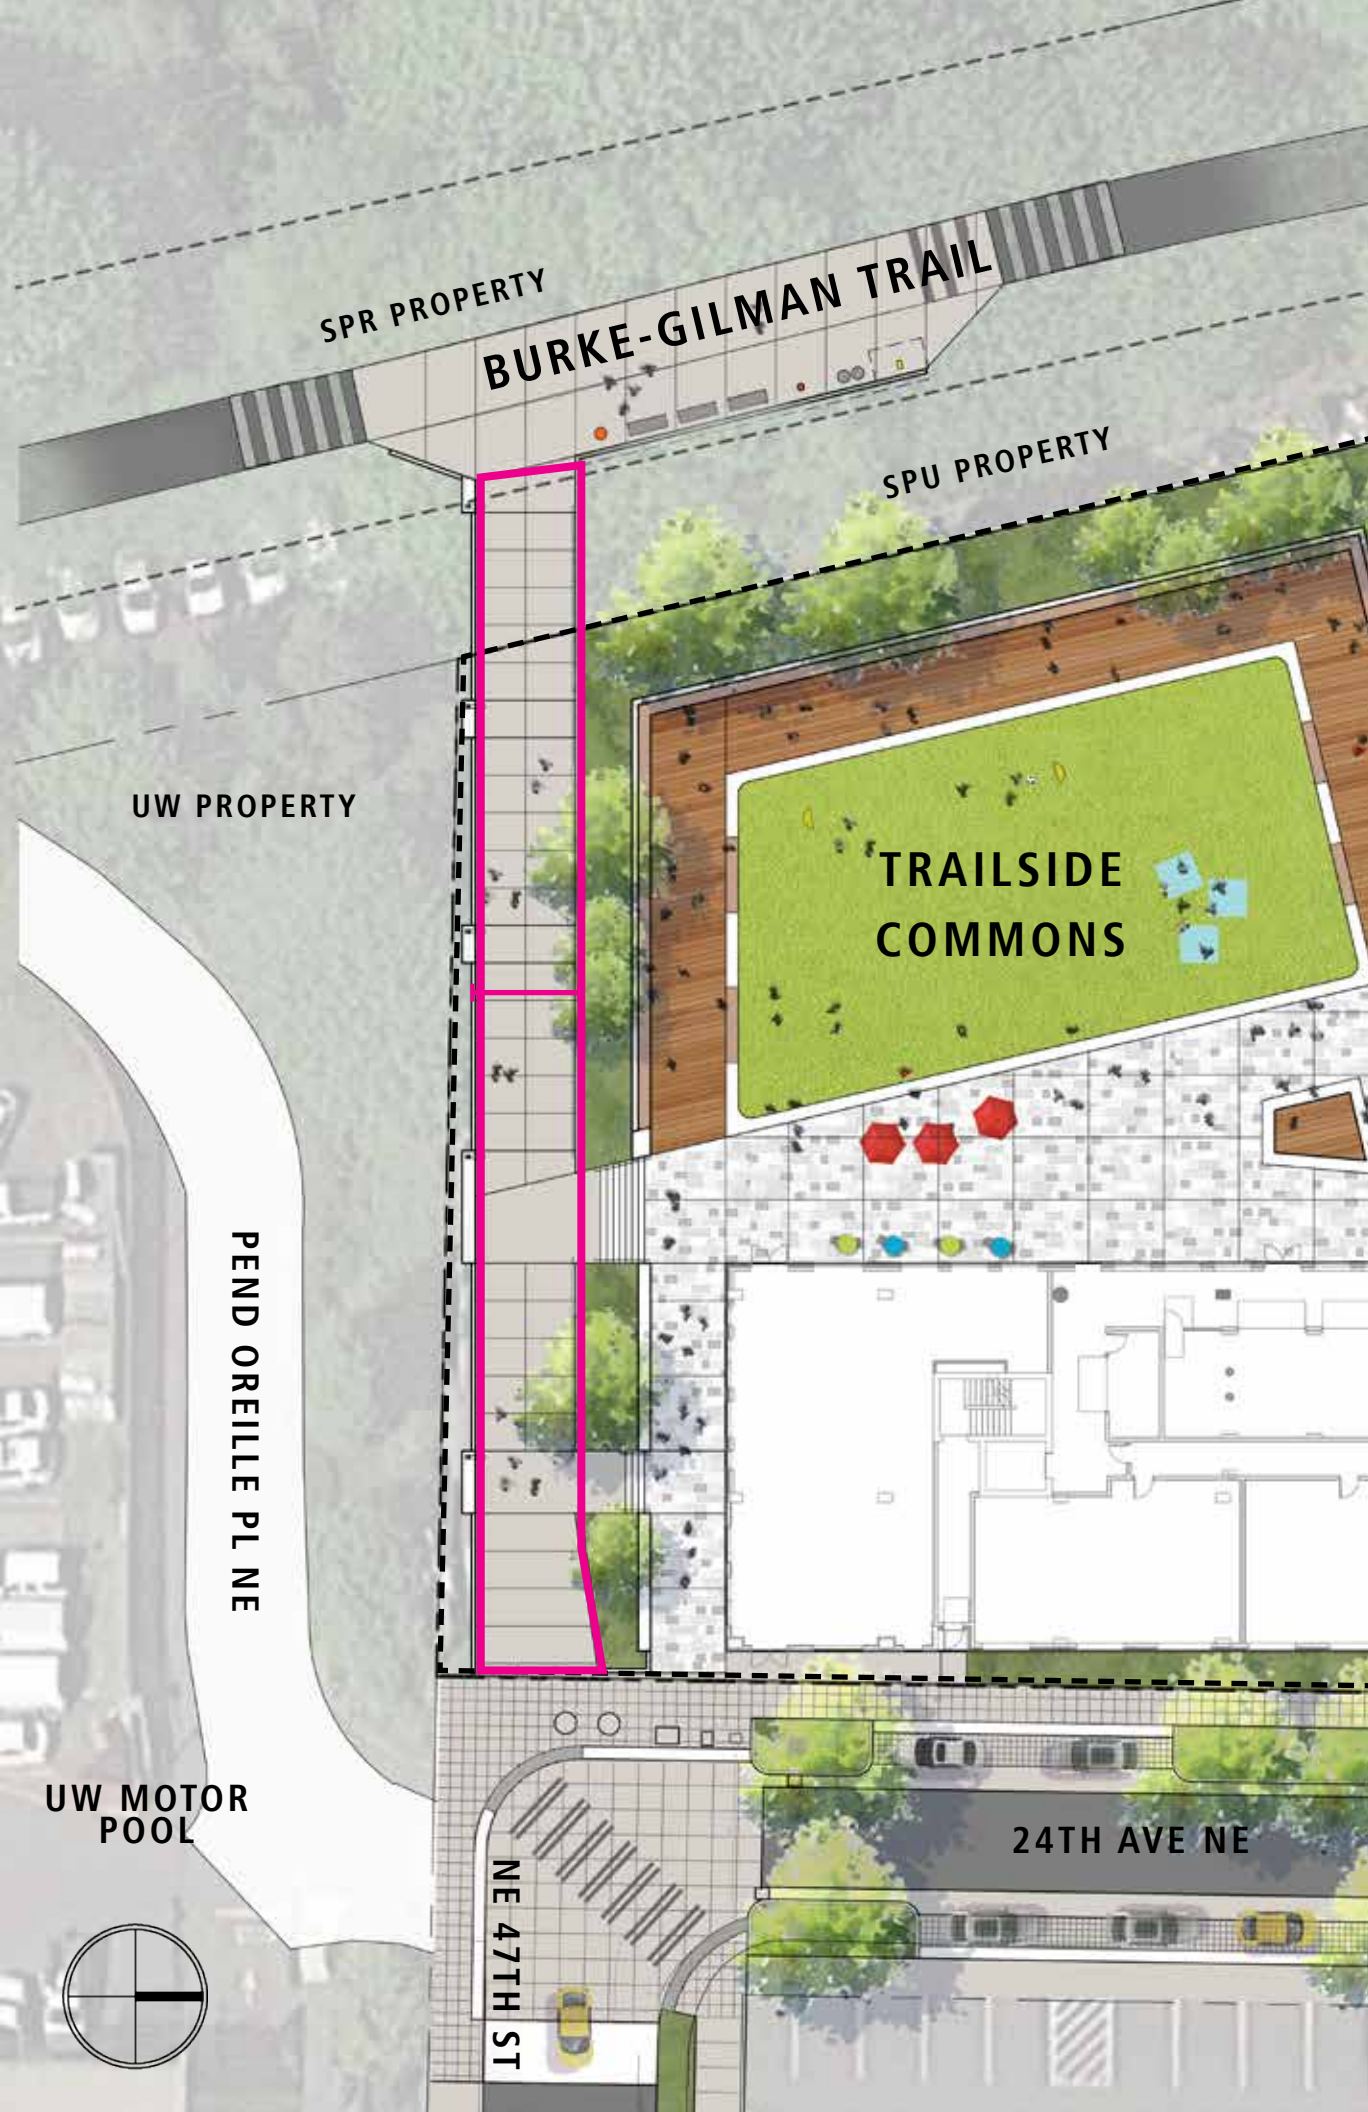 SPR PROPERTY
BURKE-GILMAN TRAIL
SPU PROPERTY
UW PROPERTY
TRAILSIDE
COMMONS
PEND OREILLE PL NE
UW MOTOR
POOL
24TH AVE NE
NE 47TH ST